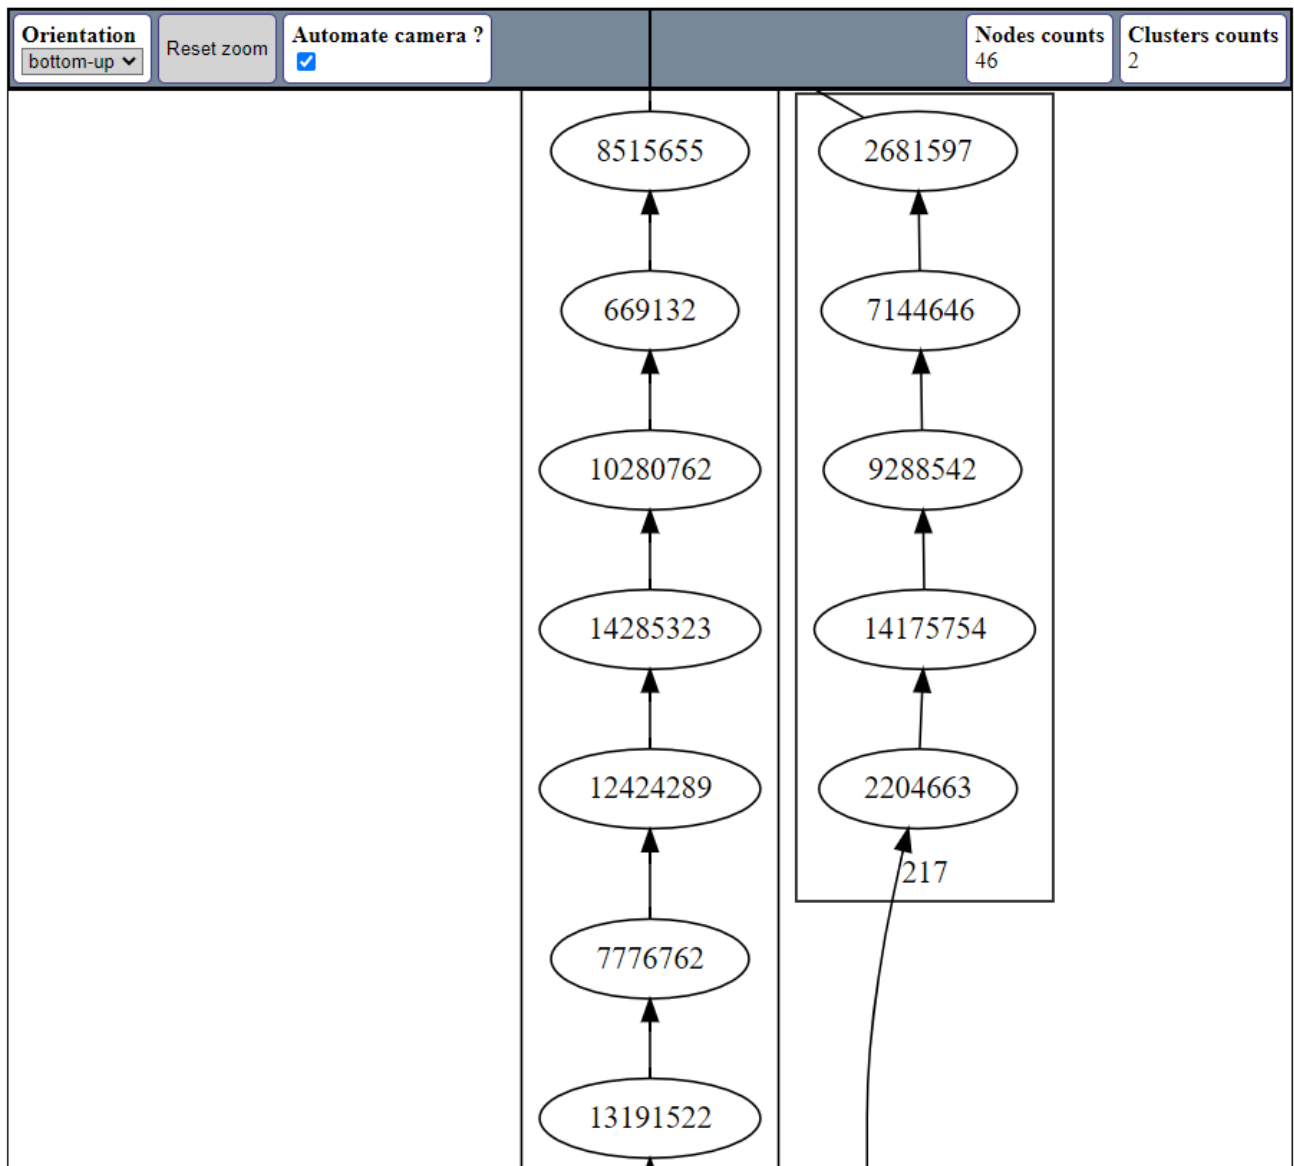 Orientation
bottom-up
Reset zoom
Automate camera ?
Nodes counts
46
Clusters counts
2
8515655
2681597
669132
7144646
10280762
9288542
14285323
14175754
12424289
2204663
217
7776762
13191522